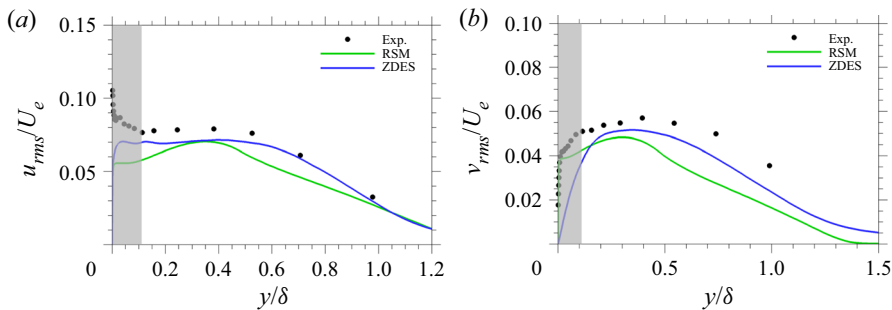 (a)
0.15
0.10
0.05
0
0.2
0.4
0.6
0.8
1.0
1.2
u_rms/U_e
y/δ
Exp.
RSM
ZDES
(b)
0.10
0.08
0.06
0.04
0.02
0
0.5
1.0
1.5
v_rms/U_e
y/δ
Exp.
RSM
ZDES